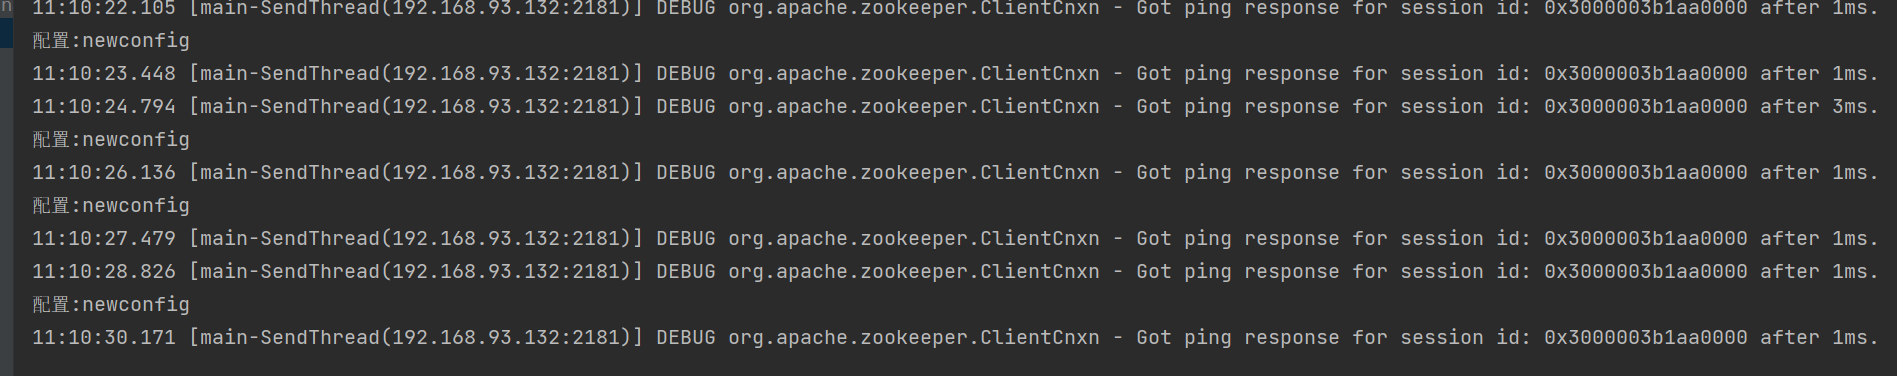 11:10:22.105 [main-SendThread(192.168.93.132:2181)] DEBUG org.apache.zookeeper.ClientCnxn - Got ping response for session id: 0x3000003b1aa0000 after 1ms.
配置:newconfig
11:10:23.448 [main-SendThread(192.168.93.132:2181)] DEBUG org.apache.zookeeper.ClientCnxn - Got ping response for session id: 0x3000003b1aa0000 after 1ms.
11:10:24.794 [main-SendThread(192.168.93.132:2181)] DEBUG org.apache.zookeeper.ClientCnxn - Got ping response for session id: 0x3000003b1aa0000 after 3ms.
配置:newconfig
11:10:26.136 [main-SendThread(192.168.93.132:2181)] DEBUG org.apache.zookeeper.ClientCnxn - Got ping response for session id: 0x3000003b1aa0000 after 1ms.
配置:newconfig
11:10:27.479 [main-SendThread(192.168.93.132:2181)] DEBUG org.apache.zookeeper.ClientCnxn - Got ping response for session id: 0x3000003b1aa0000 after 1ms.
11:10:28.826 [main-SendThread(192.168.93.132:2181)] DEBUG org.apache.zookeeper.ClientCnxn - Got ping response for session id: 0x3000003b1aa0000 after 1ms.
配置:newconfig
11:10:30.171 [main-SendThread(192.168.93.132:2181)] DEBUG org.apache.zookeeper.ClientCnxn - Got ping response for session id: 0x3000003b1aa0000 after 1ms.